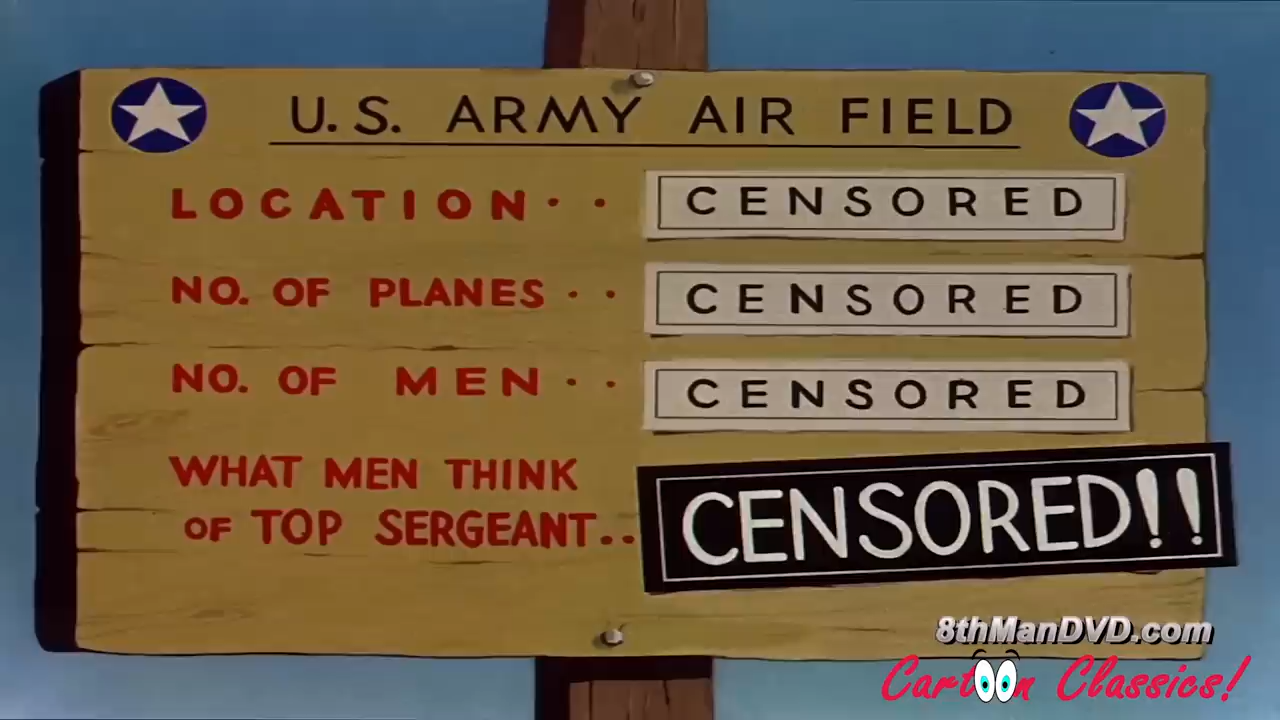 U.S. ARMY AIR FIELD
LOCATION·· CENSORED
NO. OF PLANES·· CENSORED
NO. OF MEN·· CENSORED
WHAT MEN THINK
OF TOP SERGEANT.. CENSORED!!
8thManDVD.com
Cartoon Classics!